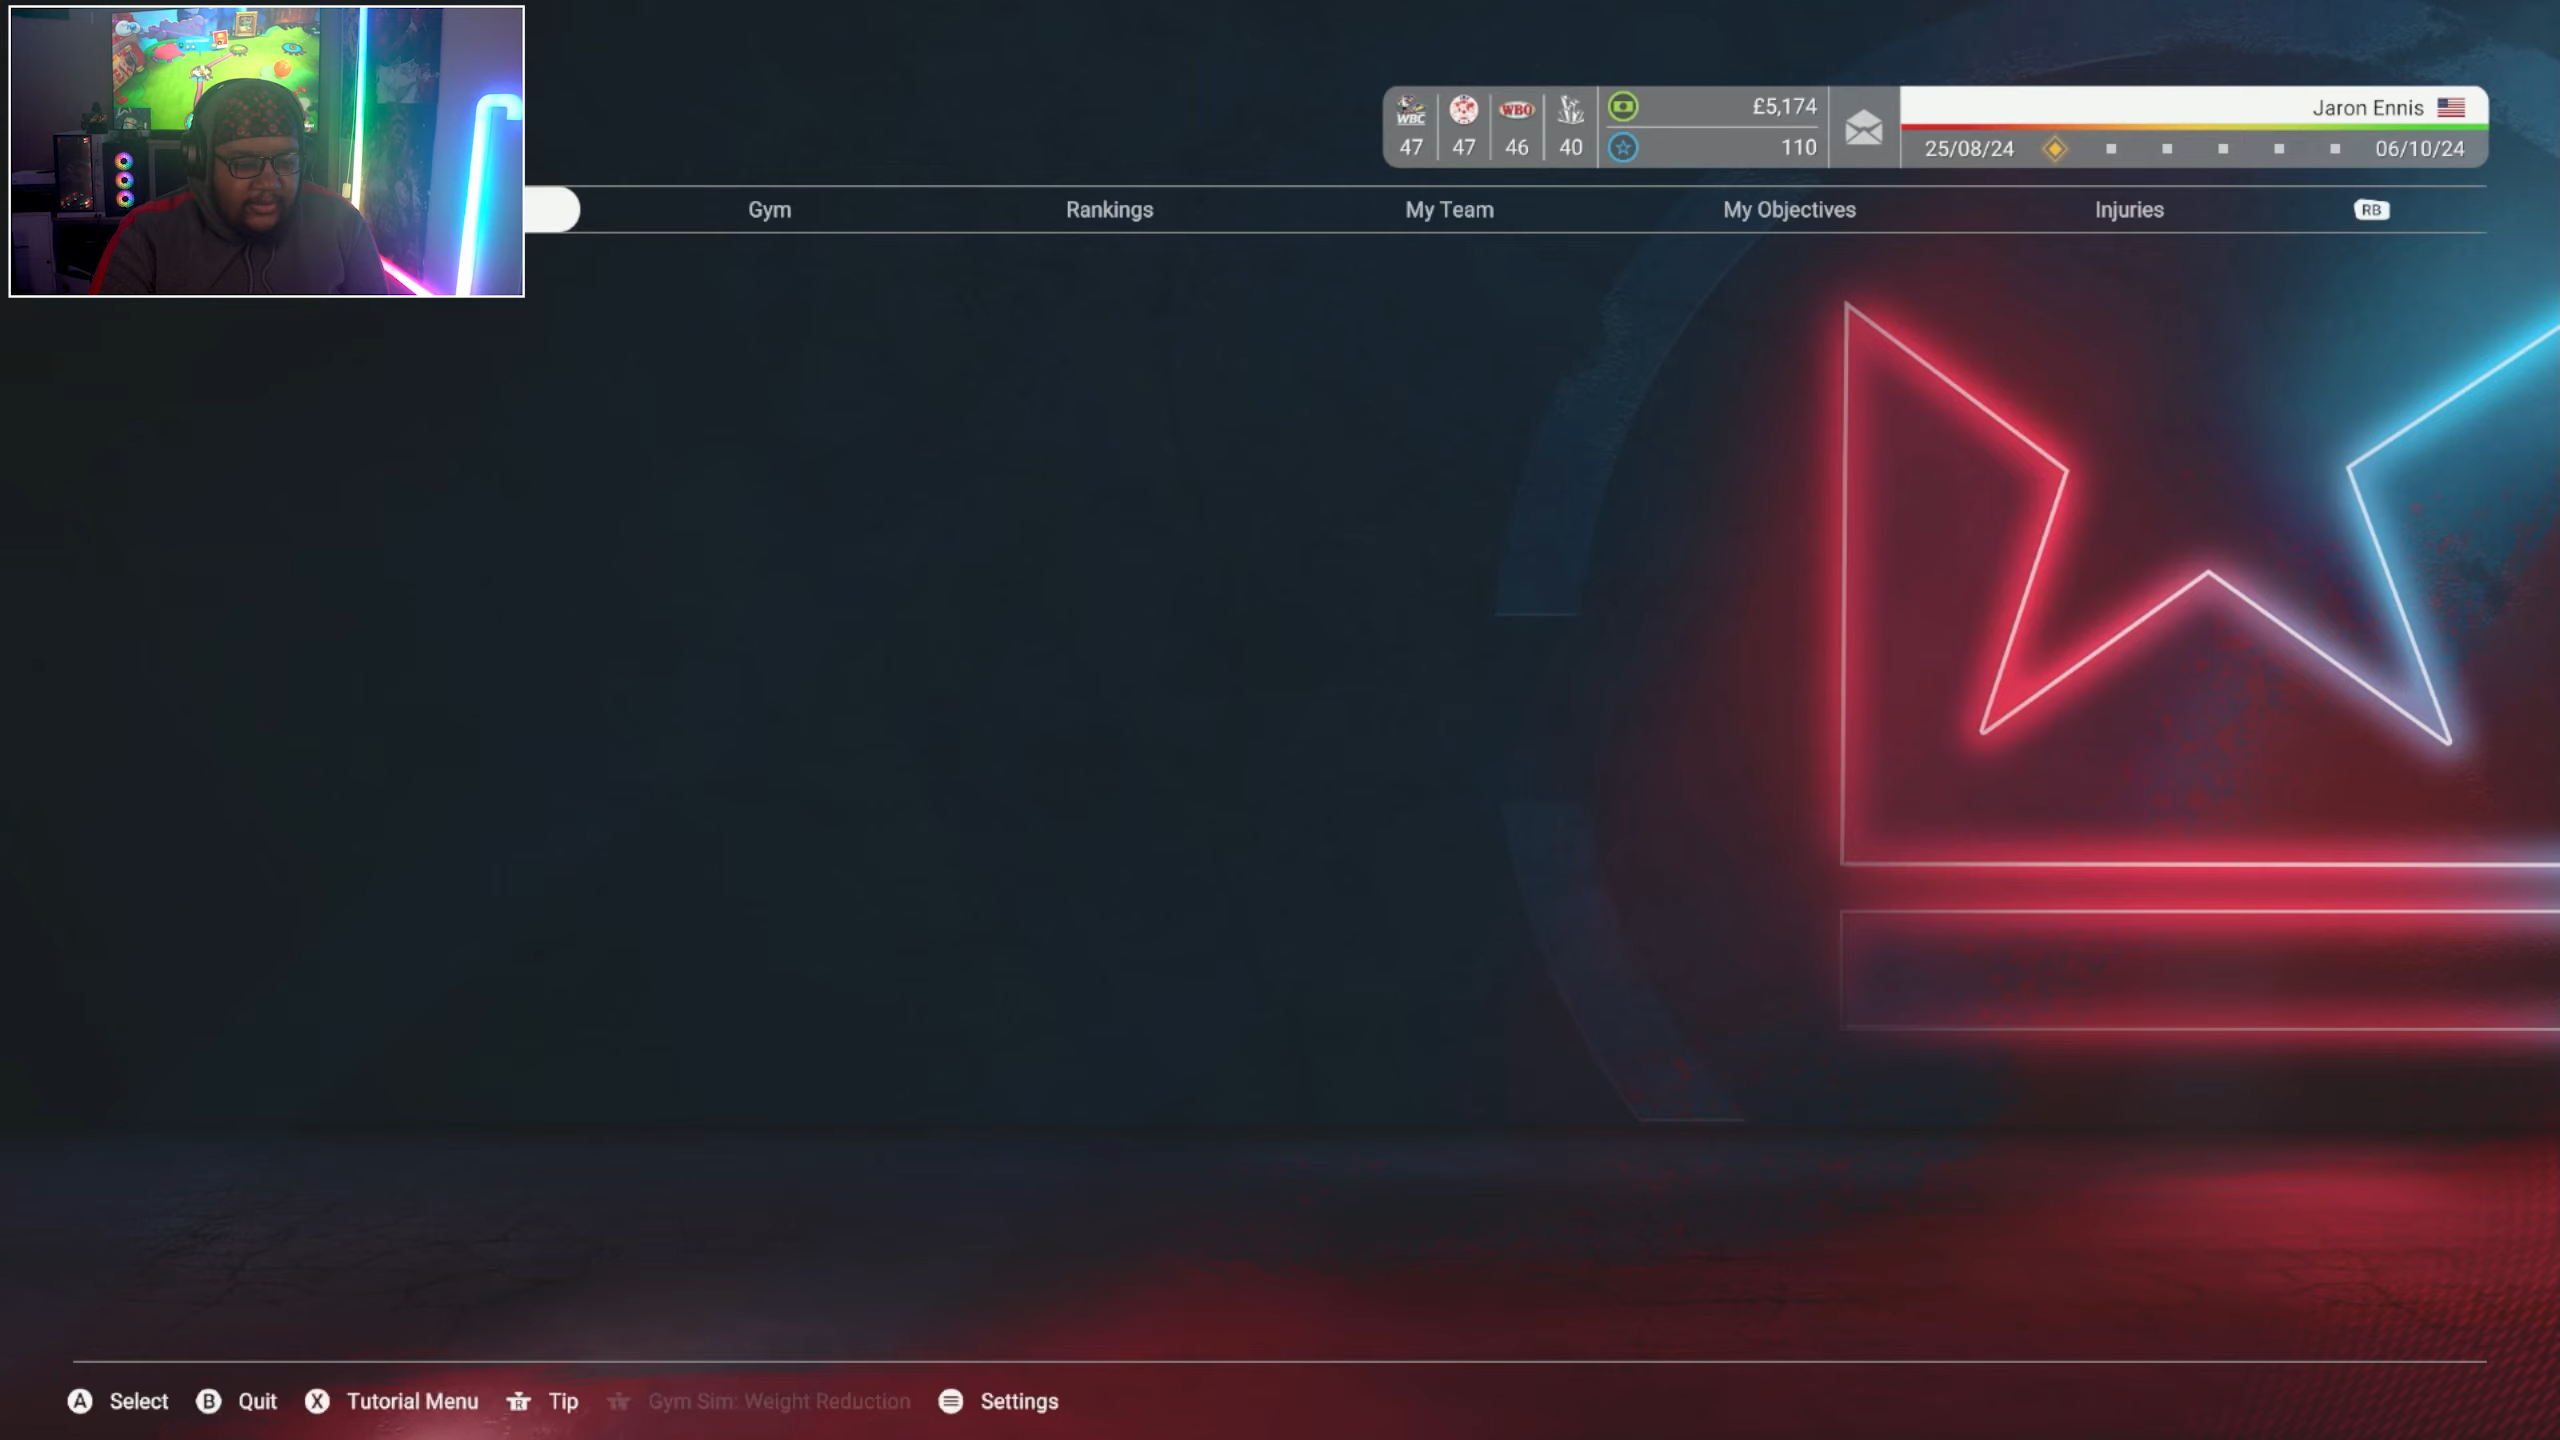 WBC
WBO
£5,174
Jaron Ennis
47
47
46
40
110
25/08/24
06/10/24
Gym
Rankings
My Team
My Objectives
Injuries
RB
A Select
B Quit
X Tutorial Menu
R Tip
Gym Sim: Weight Reduction
Settings